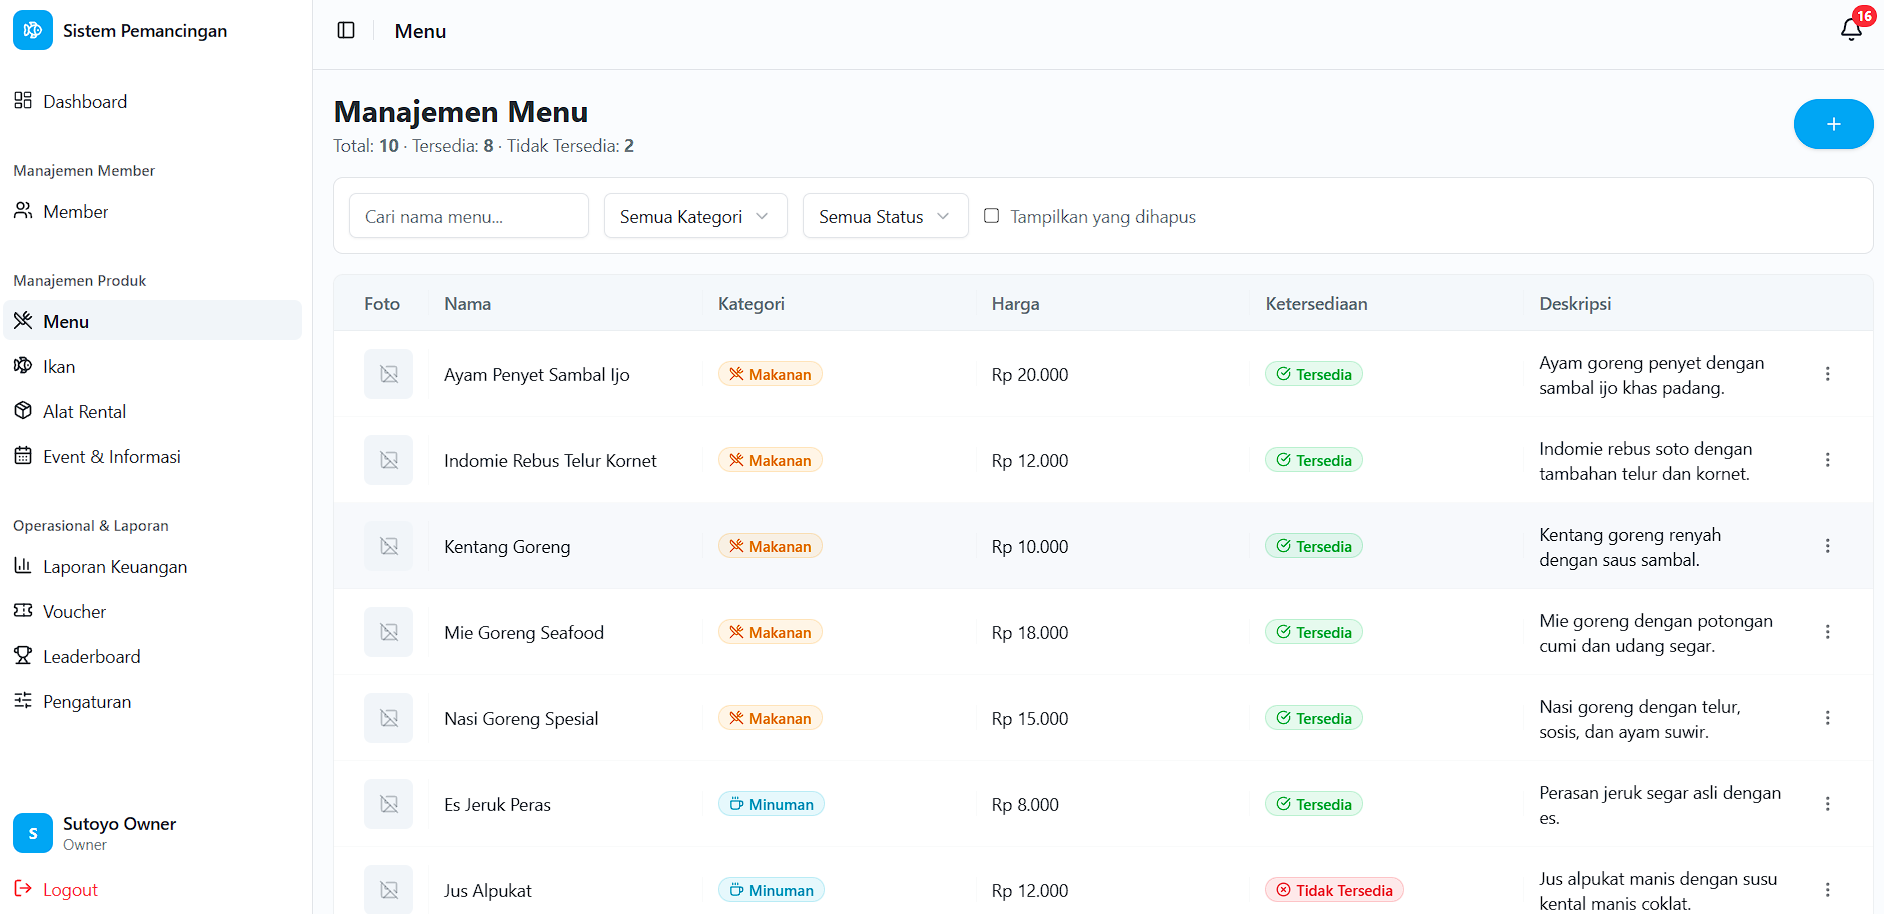 Sistem Pemancingan
Dashboard
Manajemen Member
Member
Manajemen Produk
Menu
Ikan
Alat Rental
Event & Informasi
Operasional & Laporan
Laporan Keuangan
Voucher
Leaderboard
Pengaturan
S
Sutoyo Owner
Owner
Logout
Menu
16
Manajemen Menu
Total: 10 · Tersedia: 8 · Tidak Tersedia: 2
+
Cari nama menu... Semua Kategori Semua Status Tampilkan yang dihapus
Foto Nama Kategori Harga Ketersediaan Deskripsi
Ayam Penyet Sambal Ijo Makanan Rp 20.000 Tersedia Ayam goreng penyet dengan
sambal ijo khas padang.
Indomie Rebus Telur Kornet Makanan Rp 12.000 Tersedia Indomie rebus soto dengan
tambahan telur dan kornet.
Kentang Goreng Makanan Rp 10.000 Tersedia Kentang goreng renyah
dengan saus sambal.
Mie Goreng Seafood Makanan Rp 18.000 Tersedia Mie goreng dengan potongan
cumi dan udang segar.
Nasi Goreng Spesial Makanan Rp 15.000 Tersedia Nasi goreng dengan telur,
sosis, dan ayam suwir.
Es Jeruk Peras Minuman Rp 8.000 Tersedia Perasan jeruk segar asli dengan
es.
Jus Alpukat Minuman Rp 12.000 Tidak Tersedia Jus alpukat manis dengan susu
kental manis coklat.